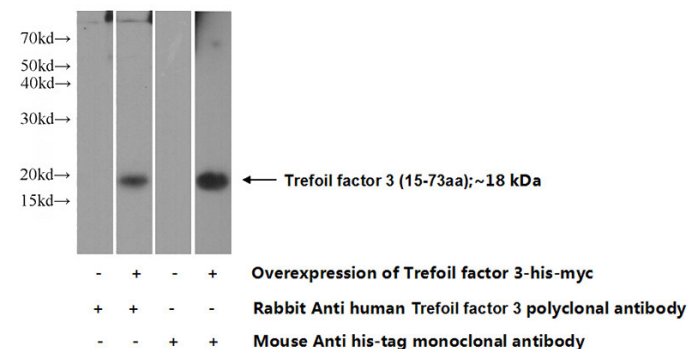 70kd→
50kd→
40kd→
30kd→
20kd→
15kd→
Trefoil factor 3 (15-73aa);~18 kDa
- + - + Overexpression of Trefoil factor 3-his-myc
+ + - - Rabbit Anti human Trefoil factor 3 polyclonal antibody
- - + + Mouse Anti his-tag monoclonal antibody